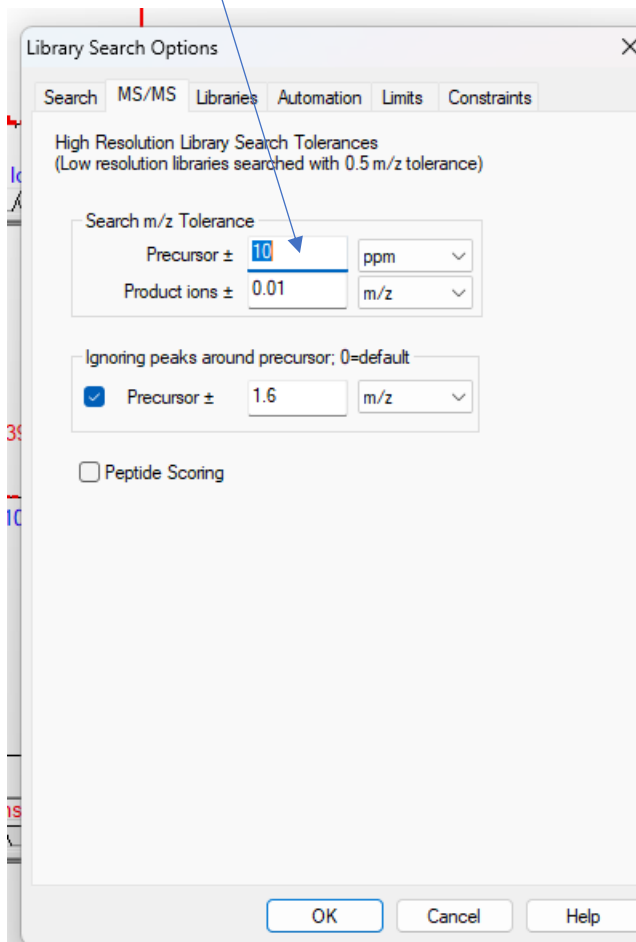 Library Search Options
Search MS/MS Libraries Automation Limits Constraints
High Resolution Library Search Tolerances
(Low resolution libraries searched with 0.5 m/z tolerance)
Search m/z Tolerance
Precursor ± 10 ppm
Product ions ± 0.01 m/z
Ignoring peaks around precursor; 0=default
Precursor ± 1.6 m/z
Peptide Scoring
OK Cancel Help